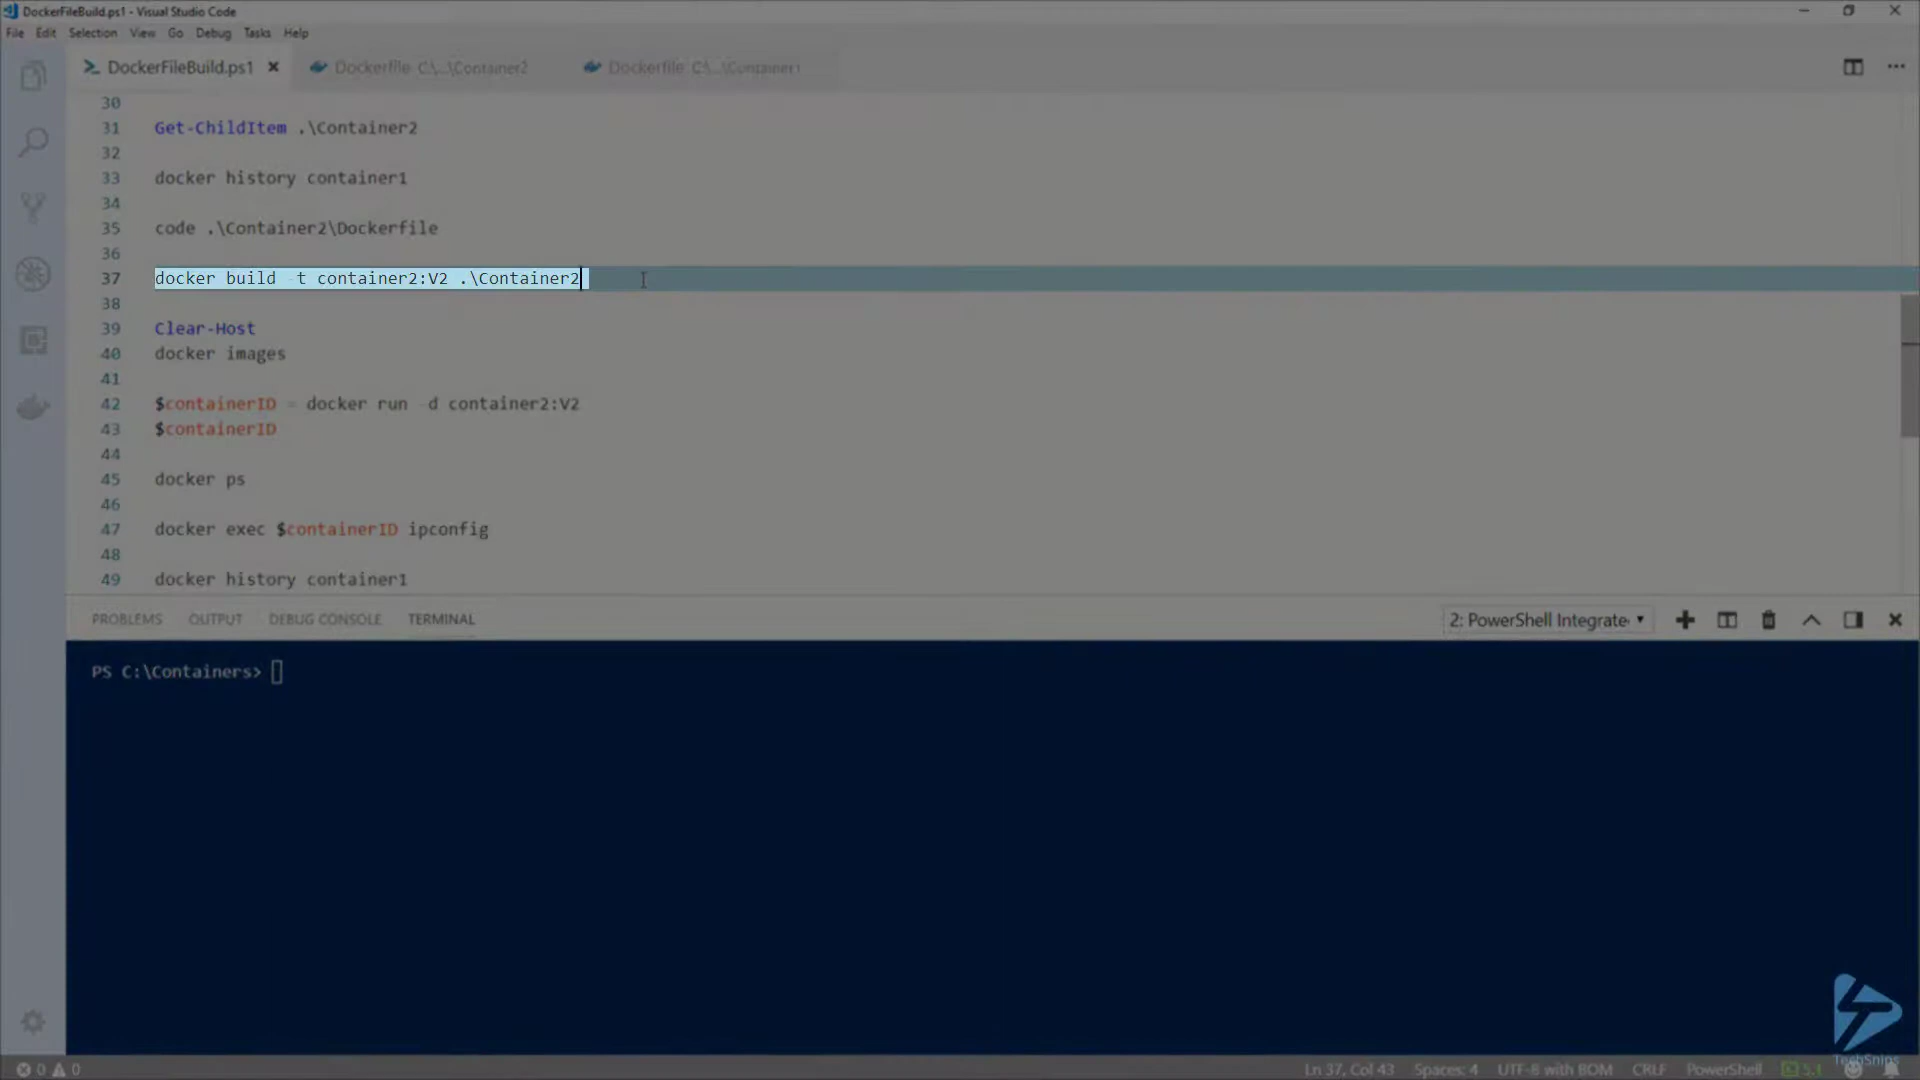 DockerFileBuild.ps1 - Visual Studio Code
File Edit Selection View Go Debug Tasks Help
DockerFileBuild.ps1 Dockerfile C:\...\Container2 Dockerfile C:\...\Container1
30
31 Get-ChildItem .\Container2
32
33 docker history container1
34
35 code .\Container2\Dockerfile
36
37 docker build -t container2:V2 .\Container2
38
39 Clear-Host
40 docker images
41
42 $containerID = docker run -d container2:V2
43 $containerID
44
45 docker ps
46
47 docker exec $containerID ipconfig
48
49 docker history container1
PROBLEMS OUTPUT DEBUG CONSOLE TERMINAL 2: PowerShell Integrate
PS C:\Containers>
TechSnips
0 0 Ln 37, Col 43 Spaces: 4 UTF-8 with BOM CRLF PowerShell 5.1